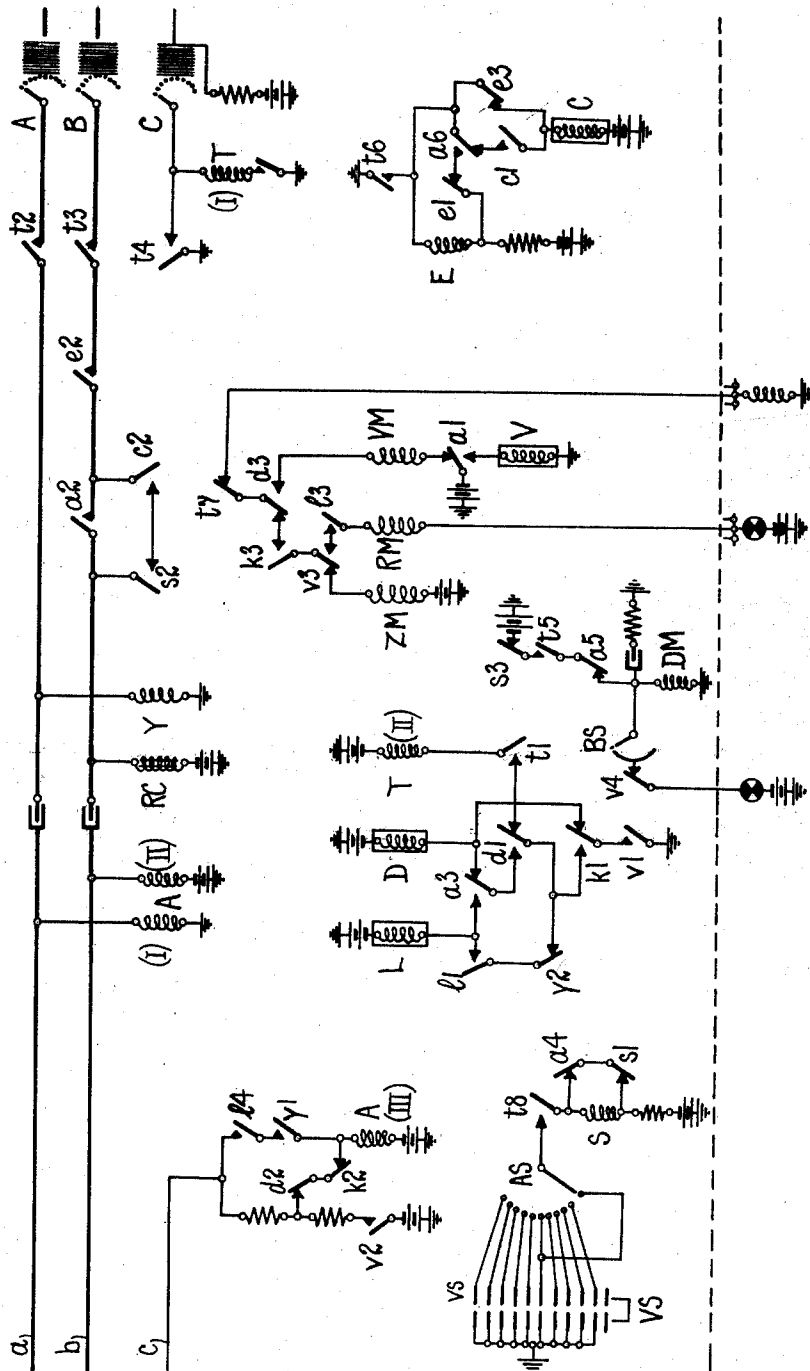 a)
t2
A
b)
e2
t3
B
c)
(I)
A
(II)
RC
Y
s2
a2
c2
t4
(I)
T
C
l4
y1
d2
k2
A
(III)
v2
L
D
T
(II)
l1
a3
d1
t1
y2
k1
v1
k3
t7
d3
v3
l3
VM
ZM
RM
a1
V
t6
E
e1
a6
e3
c1
C
vs
AS
t8
a4
s1
S
VS
s3
t5
a5
BS
v4
DM